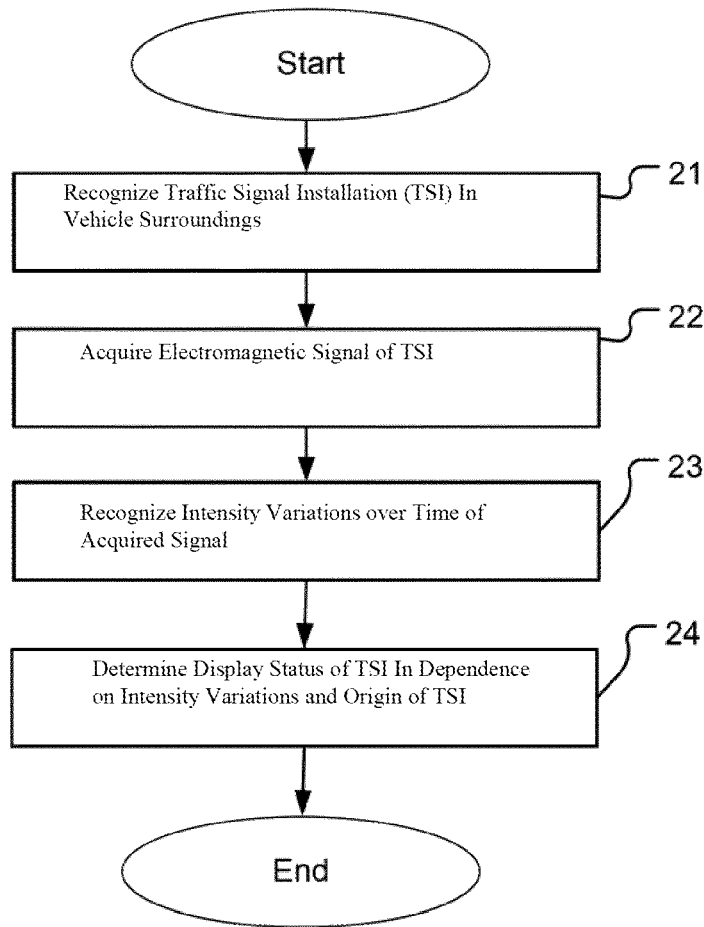 Start
21
Recognize Traffic Signal Installation (TSI) In
Vehicle Surroundings
22
Acquire Electromagnetic Signal of TSI
23
Recognize Intensity Variations over Time of
Acquired Signal
24
Determine Display Status of TSI In Dependence
on Intensity Variations and Origin of TSI
End